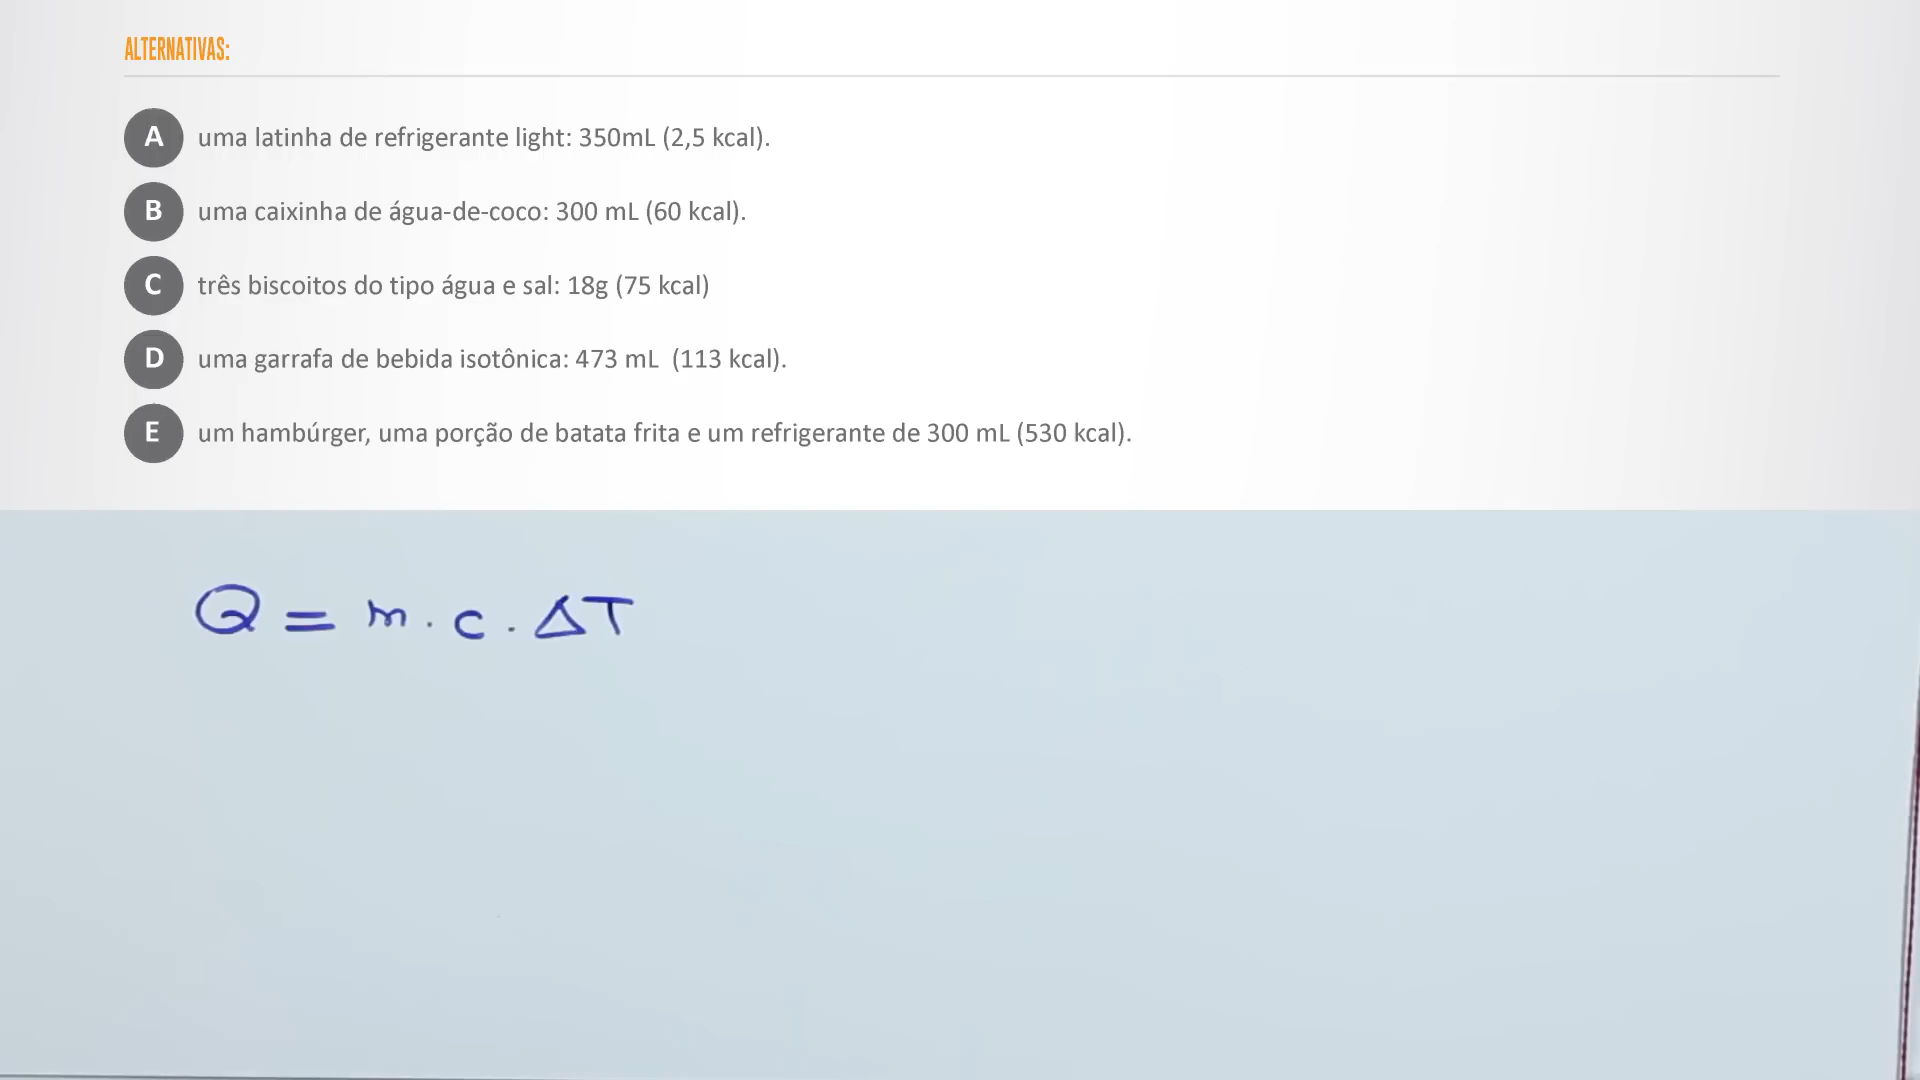 ALTERNATIVAS:
A uma latinha de refrigerante light: 350mL (2,5 kcal).
B uma caixinha de água-de-coco: 300 mL (60 kcal).
C três biscoitos do tipo água e sal: 18g (75 kcal)
D uma garrafa de bebida isotônica: 473 mL (113 kcal).
E um hambúrger, uma porção de batata frita e um refrigerante de 300 mL (530 kcal).
Q = m . c . ΔT